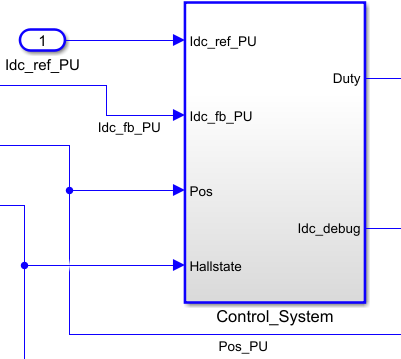 1
Idc_ref_PU
Idc_ref_PU
Duty
Idc_fb_PU
Idc_fb_PU
Pos
Idc_debug
Hallstate
Control_System
Pos_PU